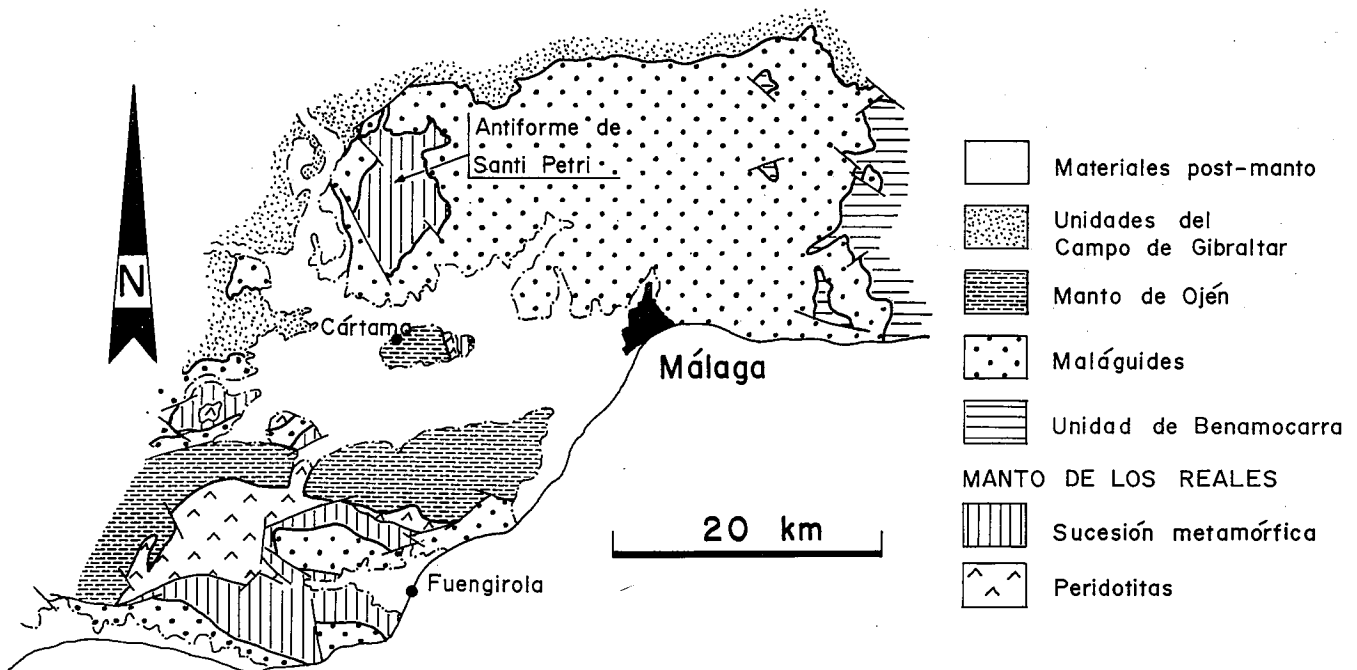 Antiforme de
Santi Petri
N
Cártama
Málaga
20 km
Fuengirola
Materiales post-manto
Unidades del
Campo de Gibraltar
Manto de Ojén
Maláguides
Unidad de Benamocarra
MANTO DE LOS REALES
Sucesión metamórfica
Peridotitas